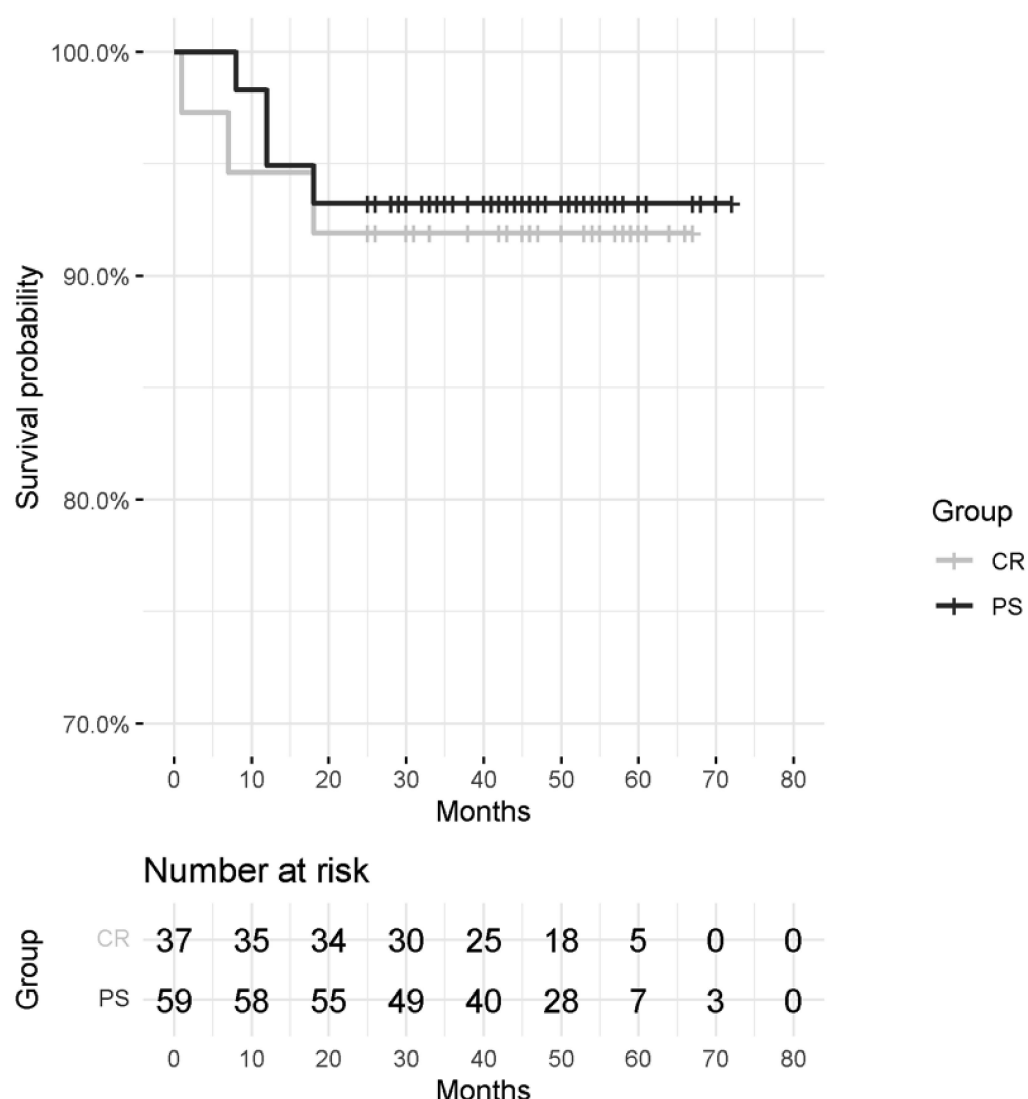 100.0%
90.0%
80.0%
70.0%
Survival probability
0 10 20 30 40 50 60 70 80
Months
Group
CR
PS
Number at risk
Group
CR 37 35 34 30 25 18 5 0 0
PS 59 58 55 49 40 28 7 3 0
0 10 20 30 40 50 60 70 80
Months